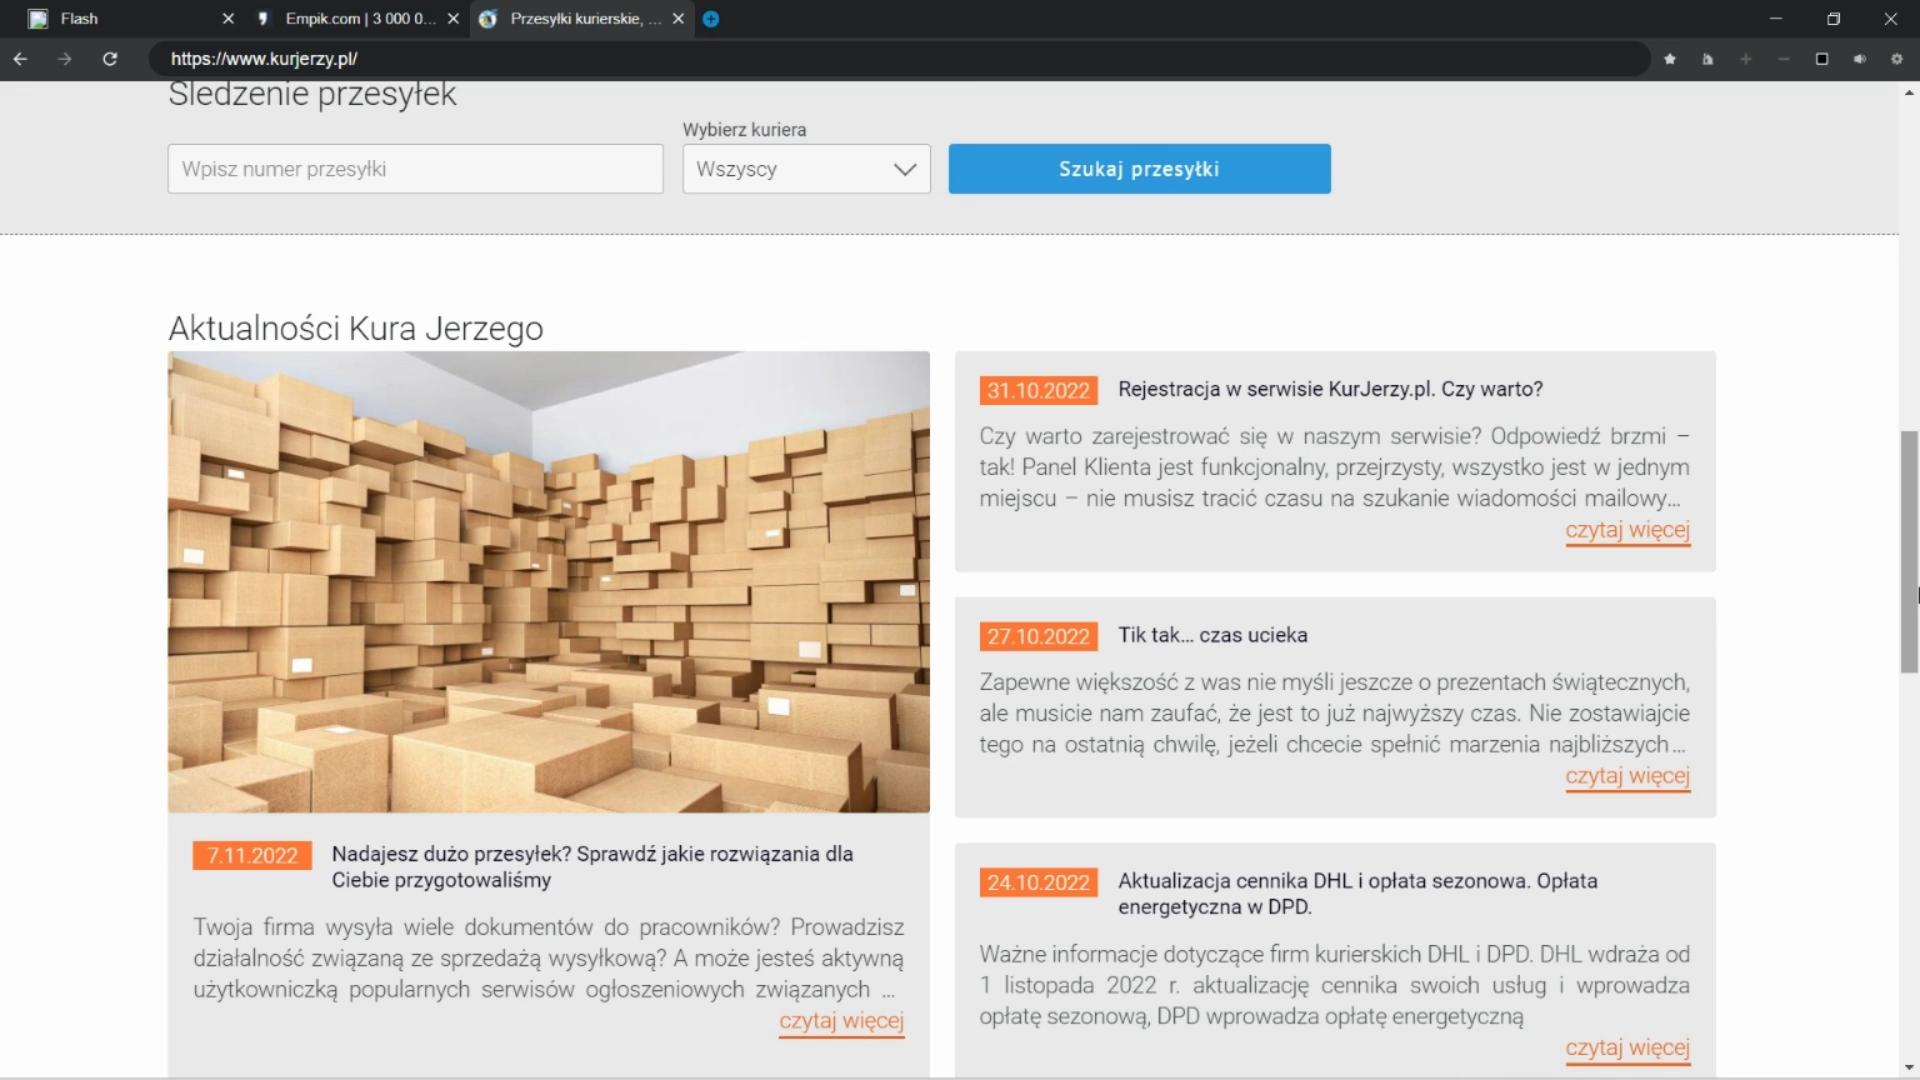 Flash
Empik.com | 3 000 0...
Przesyłki kurierskie, ...
https://www.kurjerzy.pl/
Śledzenie przesyłek
Wybierz kuriera
Wpisz numer przesyłki
Wszyscy
Szukaj przesyłki
Aktualności Kura Jerzego
7.11.2022
Nadajesz dużo przesyłek? Sprawdź jakie rozwiązania dla
Ciebie przygotowaliśmy
Twoja firma wysyła wiele dokumentów do pracowników? Prowadzisz
działalność związaną ze sprzedażą wysyłkową? A może jesteś aktywną
użytkowniczką popularnych serwisów ogłoszeniowych związanych ...
czytaj więcej
31.10.2022
Rejestracja w serwisie KurJerzy.pl. Czy warto?
Czy warto zarejestrować się w naszym serwisie? Odpowiedź brzmi –
tak! Panel Klienta jest funkcjonalny, przejrzysty, wszystko jest w jednym
miejscu – nie musisz tracić czasu na szukanie wiadomości mailowy...
czytaj więcej
27.10.2022
Tik tak... czas ucieka
Zapewne większość z was nie myśli jeszcze o prezentach świątecznych,
ale musicie nam zaufać, że jest to już najwyższy czas. Nie zostawiajcie
tego na ostatnią chwilę, jeżeli chcecie spełnić marzenia najbliższych...
czytaj więcej
24.10.2022
Aktualizacja cennika DHL i opłata sezonowa. Opłata
energetyczna w DPD.
Ważne informacje dotyczące firm kurierskich DHL i DPD. DHL wdraża od
1 listopada 2022 r. aktualizację cennika swoich usług i wprowadza
opłatę sezonową, DPD wprowadza opłatę energetyczną
czytaj więcej